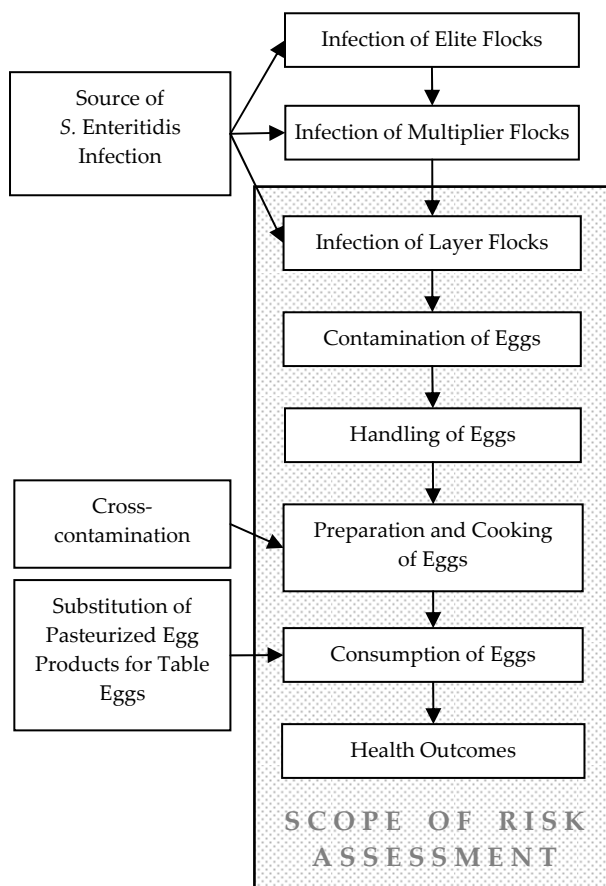 Infection of Elite Flocks
Source of
S. Enteritidis
Infection
Infection of Multiplier Flocks
Infection of Layer Flocks
Contamination of Eggs
Handling of Eggs
Cross-
contamination
Preparation and Cooking
of Eggs
Substitution of
Pasteurized Egg
Products for Table
Eggs
Consumption of Eggs
Health Outcomes
SCOPE OF RISK
ASSESSMENT